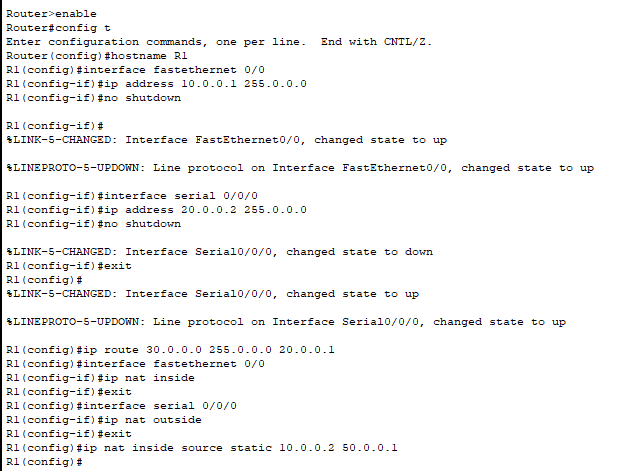 Router>enable
Router#config t
Enter configuration commands, one per line.  End with CNTL/Z.
Router(config)#hostname R1
R1(config)#interface fastethernet 0/0
R1(config-if)#ip address 10.0.0.1 255.0.0.0
R1(config-if)#no shutdown
R1(config-if)#
%LINK-5-CHANGED: Interface FastEthernet0/0, changed state to up
%LINEPROTO-5-UPDOWN: Line protocol on Interface FastEthernet0/0, changed state to up
R1(config-if)#interface serial 0/0/0
R1(config-if)#ip address 20.0.0.2 255.0.0.0
R1(config-if)#no shutdown
%LINK-5-CHANGED: Interface Serial0/0/0, changed state to down
R1(config-if)#exit
R1(config)#
%LINK-5-CHANGED: Interface Serial0/0/0, changed state to up
%LINEPROTO-5-UPDOWN: Line protocol on Interface Serial0/0/0, changed state to up
R1(config)#ip route 30.0.0.0 255.0.0.0 20.0.0.1
R1(config)#interface fastethernet 0/0
R1(config-if)#ip nat inside
R1(config-if)#exit
R1(config)#interface serial 0/0/0
R1(config-if)#ip nat outside
R1(config-if)#exit
R1(config)#ip nat inside source static 10.0.0.2 50.0.0.1
R1(config)#